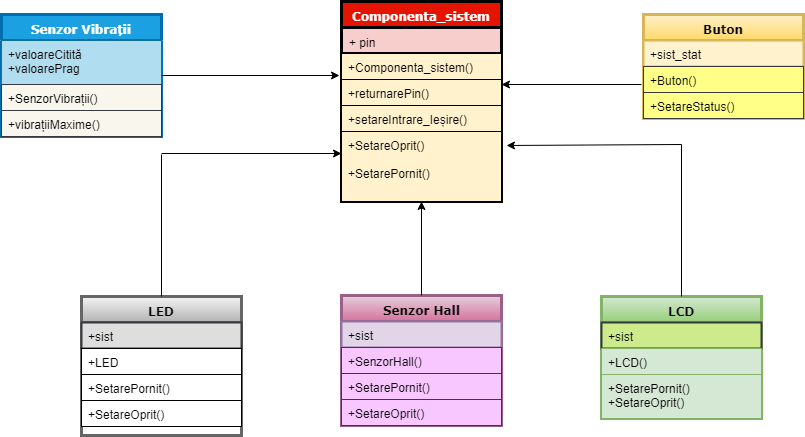 Senzor Vibrații
+valoareCitită
+valoarePrag
+SenzorVibrații()
+vibrațiiMaxime()
Componenta_sistem
+ pin
+Componenta_sistem()
+returnarePin()
+setareIntrare_Ieșire()
+SetareOprit()
+SetarePornit()
Buton
+sist_stat
+Buton()
+SetareStatus()
LED
+sist
+LED
+SetarePornit()
+SetareOprit()
Senzor Hall
+sist
+SenzorHall()
+SetarePornit()
+SetareOprit()
LCD
+sist
+LCD()
+SetarePornit()
+SetareOprit()